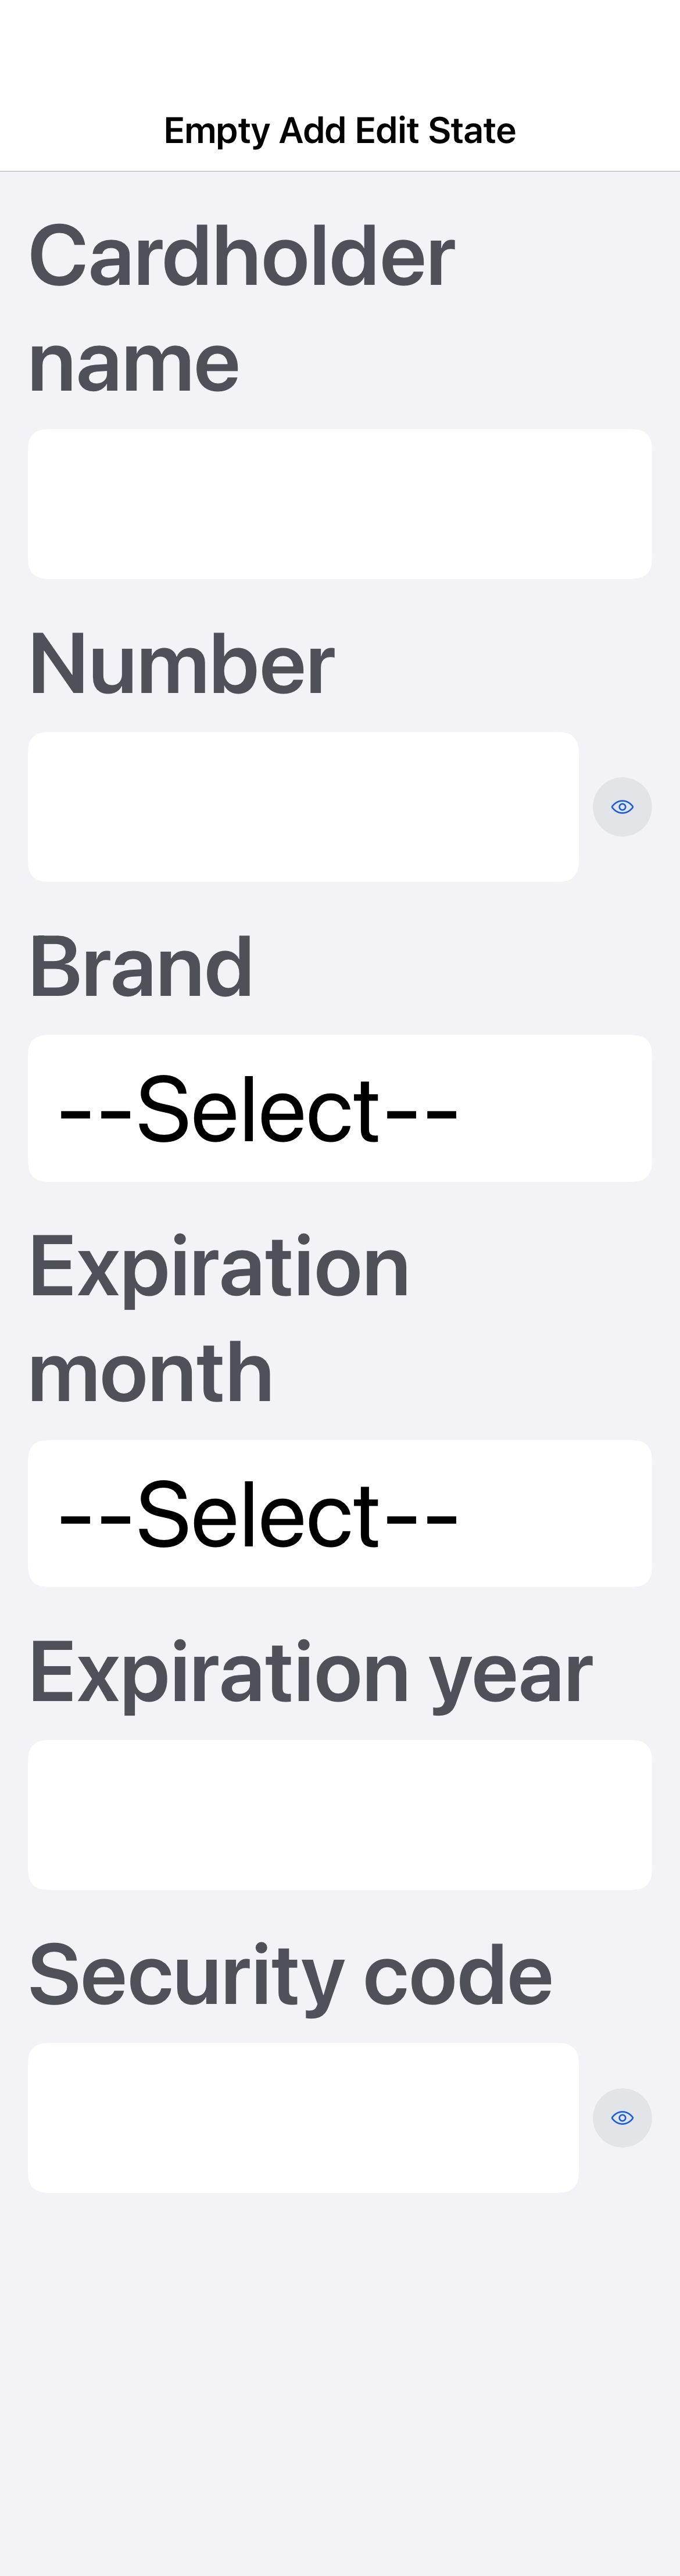 Empty Add Edit State
Cardholder
name
Number
Brand
--Select--
Expiration
month
--Select--
Expiration year
Security code